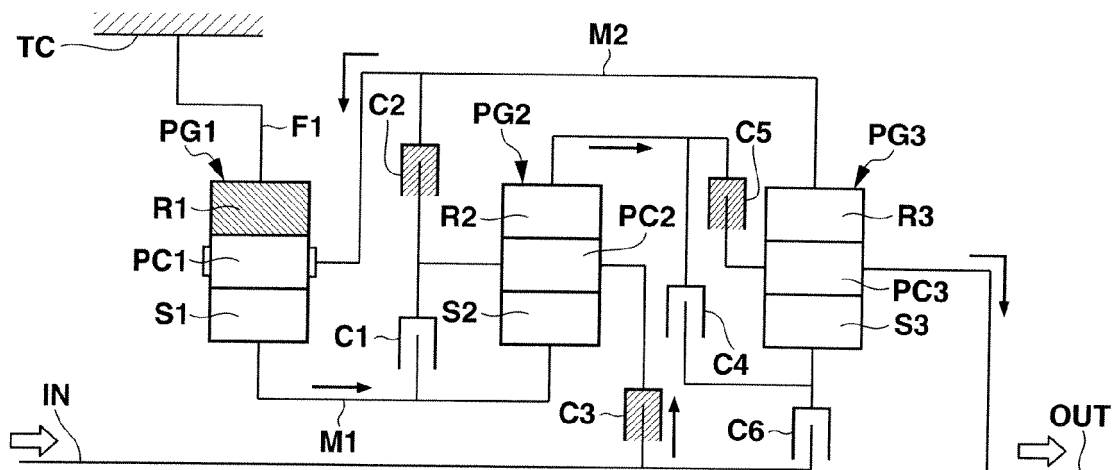 TC
M2
C2
PG2
C5
PG1
F1
PG3
R1
R2
PC2
R3
PC1
PC3
S1
S2
S3
C1
C4
IN
C3
C6
OUT
M1